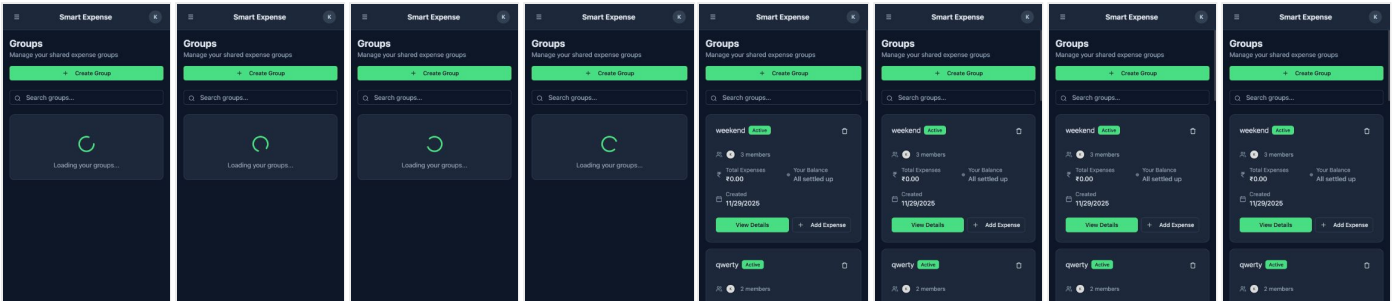 Smart Expense K
Groups
Manage your shared expense groups
+ Create Group
Search groups...
Loading your groups...
Smart Expense K
Groups
Manage your shared expense groups
+ Create Group
Search groups...
Loading your groups...
Smart Expense K
Groups
Manage your shared expense groups
+ Create Group
Search groups...
Loading your groups...
Smart Expense K
Groups
Manage your shared expense groups
+ Create Group
Search groups...
Loading your groups...
Smart Expense K
Groups
Manage your shared expense groups
+ Create Group
Search groups...
weekend Active
K 3 members
₹ Total Expenses Your Balance
₹0.00 All settled up
Created
11/29/2025
View Details + Add Expense
qwerty Active
K 2 members
Smart Expense K
Groups
Manage your shared expense groups
+ Create Group
Search groups...
weekend Active
K 3 members
₹ Total Expenses Your Balance
₹0.00 All settled up
Created
11/29/2025
View Details + Add Expense
qwerty Active
K 2 members
Smart Expense K
Groups
Manage your shared expense groups
+ Create Group
Search groups...
weekend Active
K 3 members
₹ Total Expenses Your Balance
₹0.00 All settled up
Created
11/29/2025
View Details + Add Expense
qwerty Active
K 2 members
Smart Expense K
Groups
Manage your shared expense groups
+ Create Group
Search groups...
weekend Active
K 3 members
₹ Total Expenses Your Balance
₹0.00 All settled up
Created
11/29/2025
View Details + Add Expense
qwerty Active
K 2 members